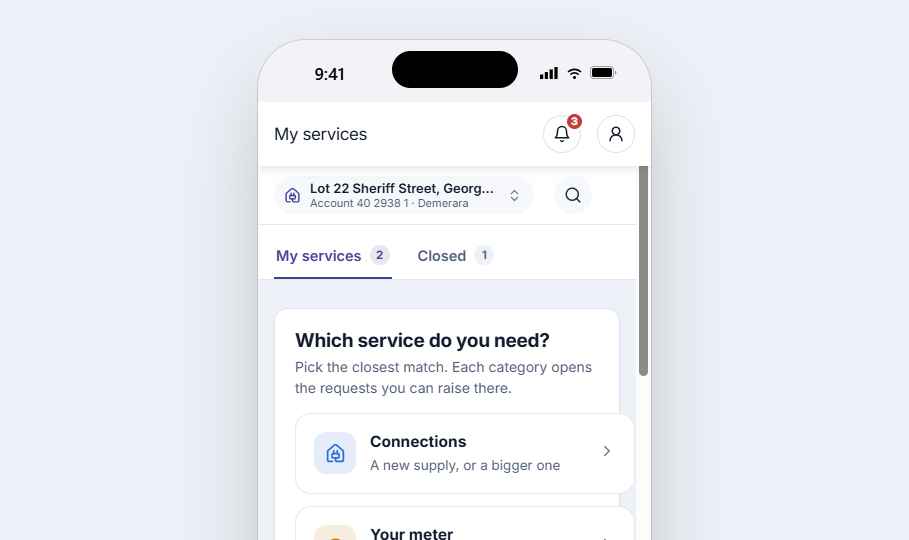 9:41
My services
3
Lot 22 Sheriff Street, Georg...
Account 40 2938 1 · Demerara
My services 2
Closed 1
Which service do you need?
Pick the closest match. Each category opens
the requests you can raise there.
Connections
A new supply, or a bigger one
Your meter